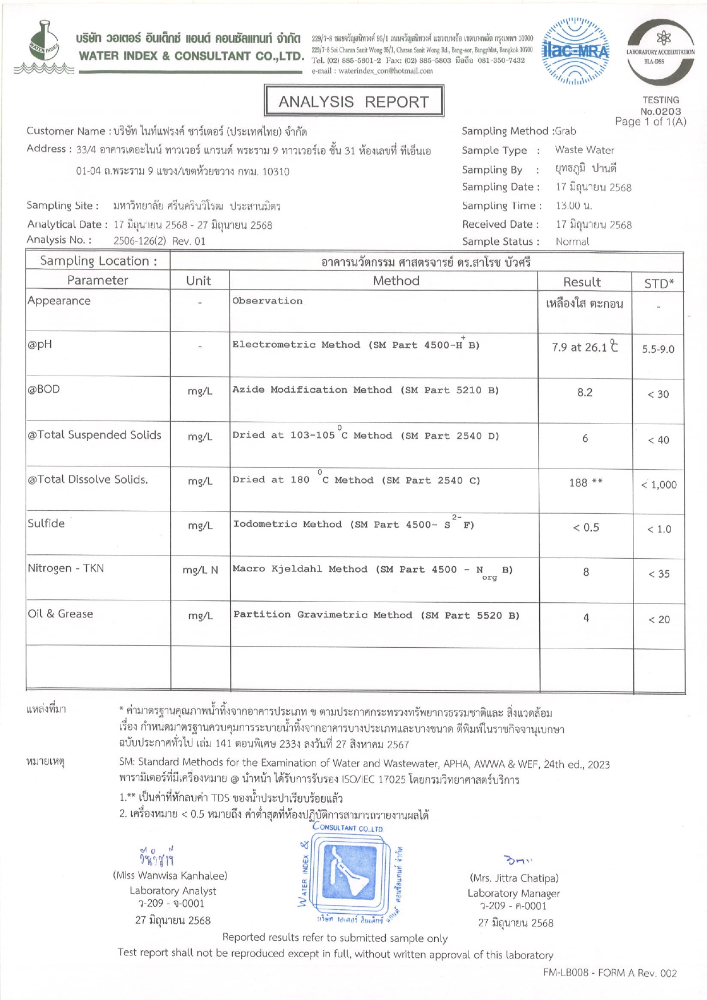 WATER INDEX
บริษัท วอเตอร์ อินเด็กซ์ แอนด์ คอนซัลแทนท์ จำกัด
WATER INDEX & CONSULTANT CO.,LTD.
229/7-8 ซอยจรัญสนิทวงศ์ 95/1 ถนนจรัญสนิทวงศ์ แขวงบางอ้อ เขตบางพลัด กรุงเทพฯ 10700
229/7-8 Soi Charan Sanit Wong 95/1, Charan Sanit Wong Rd., Bang-aor, Bangphlat, Bangkok 10700
Tel. (02) 885-5801-2 Fax: (02) 885-5803 มือถือ 081-350-7432
e-mail : waterindex_con@hotmail.com
ilac-MRA
LABORATORY ACCREDITATION
BLA-DSS
TESTING
No.0203
ANALYSIS REPORT
Page 1 of 1(A)
Customer Name : บริษัท ไนท์แฟรงค์ ชาร์เตอร์ (ประเทศไทย) จำกัด
Sampling Method :Grab
Address : 33/4 อาคารเดอะไนน์ ทาวเวอร์ แกรนด์ พระราม 9 ทาวเวอร์เอ ชั้น 31 ห้องเลขที่ ทีเอ็นเอ
Sample Type : Waste Water
01-04 ถ.พระราม 9 แขวง/เขตห้วยขวาง กทม. 10310
Sampling By : ยุทธภูมิ ปานดี
Sampling Date : 17 มิถุนายน 2568
Sampling Site : มหาวิทยาลัย ศรีนครินวิโรฒ ประสานมิตร
Sampling Time : 13.00 น.
Analytical Date : 17 มิถุนายน 2568 - 27 มิถุนายน 2568
Received Date : 17 มิถุนายน 2568
Analysis No. : 2506-126(2) Rev. 01
Sample Status : Normal
Sampling Location : อาคารนวัตกรรม ศาสตรจารย์ ดร.สาโรช บัวศรี
Parameter Unit Method Result STD*
Appearance - Observation เหลืองใส ตะกอน -
@pH - Electrometric Method (SM Part 4500-H⁺ B) 7.9 at 26.1 ⁰C 5.5-9.0
@BOD mg/L Azide Modification Method (SM Part 5210 B) 8.2 < 30
@Total Suspended Solids mg/L Dried at 103-105 ⁰C Method (SM Part 2540 D) 6 < 40
@Total Dissolve Solids. mg/L Dried at 180 ⁰C Method (SM Part 2540 C) 188 ** < 1,000
Sulfide mg/L Iodometric Method (SM Part 4500- S²⁻ F) < 0.5 < 1.0
Nitrogen - TKN mg/L N Macro Kjeldahl Method (SM Part 4500 - N org B) 8 < 35
Oil & Grease mg/L Partition Gravimetric Method (SM Part 5520 B) 4 < 20
แหล่งที่มา * ค่ามาตรฐานคุณภาพน้ำทิ้งจากอาคารประเภท ข ตามประกาศกระทรวงทรัพยากรธรรมชาติและ สิ่งแวดล้อม
เรื่อง กำหนดมาตรฐานควบคุมการระบายน้ำทิ้งจากอาคารบางประเภทและบางขนาด ตีพิมพ์ในราชกิจจานุเบกษา
ฉบับประกาศทั่วไป เล่ม 141 ตอนพิเศษ 233ง ลงวันที่ 27 สิงหาคม 2567
หมายเหตุ SM: Standard Methods for the Examination of Water and Wastewater, APHA, AWWA & WEF, 24th ed., 2023
พารามิเตอร์ที่มีเครื่องหมาย @ นำหน้า ได้รับการรับรอง ISO/IEC 17025 โดยกรมวิทยาศาสตร์บริการ
1.** เป็นค่าที่หักลบค่า TDS ของน้ำประปาเรียบร้อยแล้ว
2. เครื่องหมาย < 0.5 หมายถึง ค่าต่ำสุดที่ห้องปฏิบัติการสามารถรายงานผลได้
WATER INDEX & CONSULTANT CO.,LTD.
บริษัท วอเตอร์ อินเด็กซ์ แอนด์ คอนซัลแทนท์ จำกัด
(Miss Wanwisa Kanhalee)
Laboratory Analyst
ว-209 - จ-0001
27 มิถุนายน 2568
(Mrs. Jittra Chatipa)
Laboratory Manager
ว-209 - ค-0001
27 มิถุนายน 2568
Reported results refer to submitted sample only
Test report shall not be reproduced except in full, without written approval of this laboratory
FM-LB008 - FORM A Rev. 002